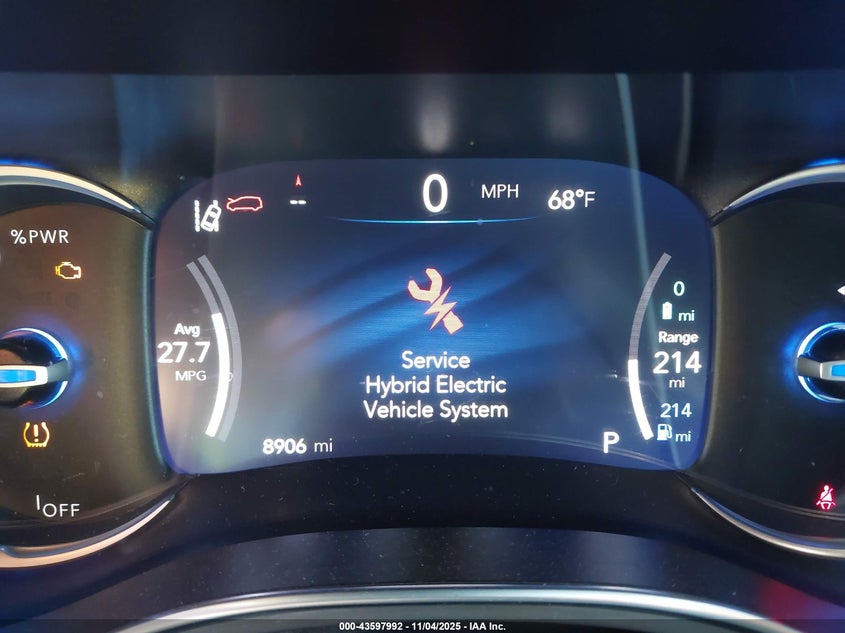 0 MPH 68°F
%PWR
0
mi
Avg
27.7
MPG
Range
214
mi
214
mi
Service
Hybrid Electric
Vehicle System
8906 mi
P
OFF
000-43597992 - 11/04/2025 - IAA Inc.